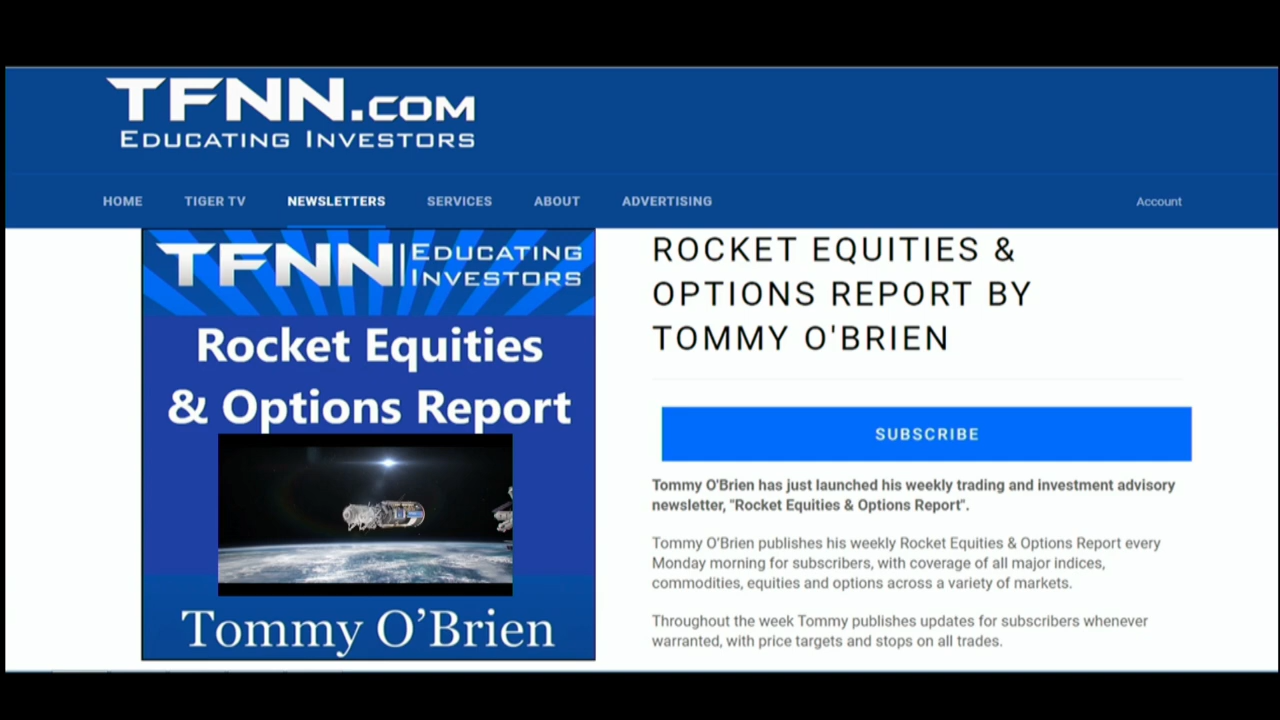 TFNN.COM
EDUCATING INVESTORS
HOME TIGER TV NEWSLETTERS SERVICES ABOUT ADVERTISING Account
TFNN EDUCATING
INVESTORS
Rocket Equities
& Options Report
Tommy O'Brien
ROCKET EQUITIES &
OPTIONS REPORT BY
TOMMY O'BRIEN
SUBSCRIBE
Tommy O'Brien has just launched his weekly trading and investment advisory
newsletter, "Rocket Equities & Options Report".
Tommy O'Brien publishes his weekly Rocket Equities & Options Report every
Monday morning for subscribers, with coverage of all major indices,
commodities, equities and options across a variety of markets.
Throughout the week Tommy publishes updates for subscribers whenever
warranted, with price targets and stops on all trades.